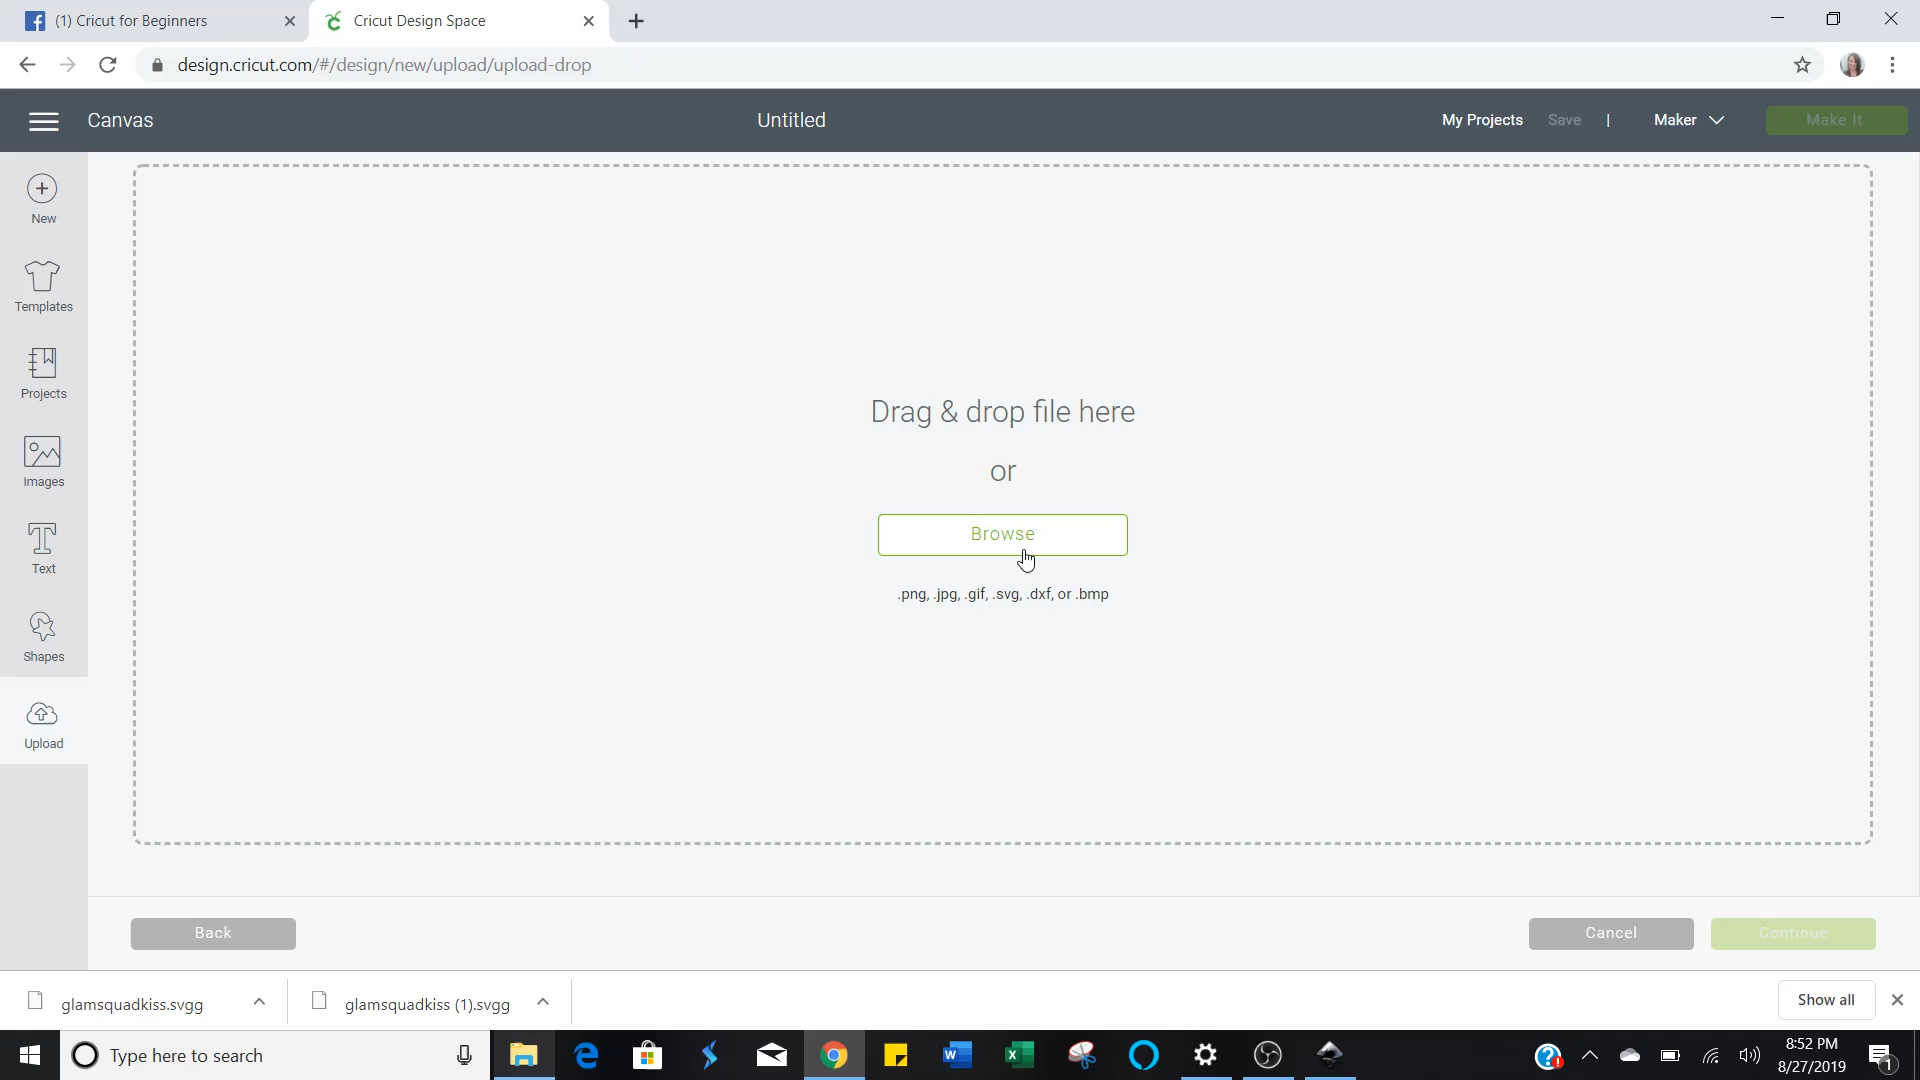 (1) Cricut for Beginners
Cricut Design Space
design.cricut.com/#/design/new/upload/upload-drop
Canvas
Untitled
My Projects
Save
|
Maker
Make It
New
Templates
Projects
Images
Text
Shapes
Upload
Drag & drop file here
or
Browse
.png, .jpg, .gif, .svg, .dxf, or .bmp
Back
Cancel
Continue
glamsquadkiss.svgg
glamsquadkiss (1).svgg
Show all
Type here to search
8:52 PM
8/27/2019
1